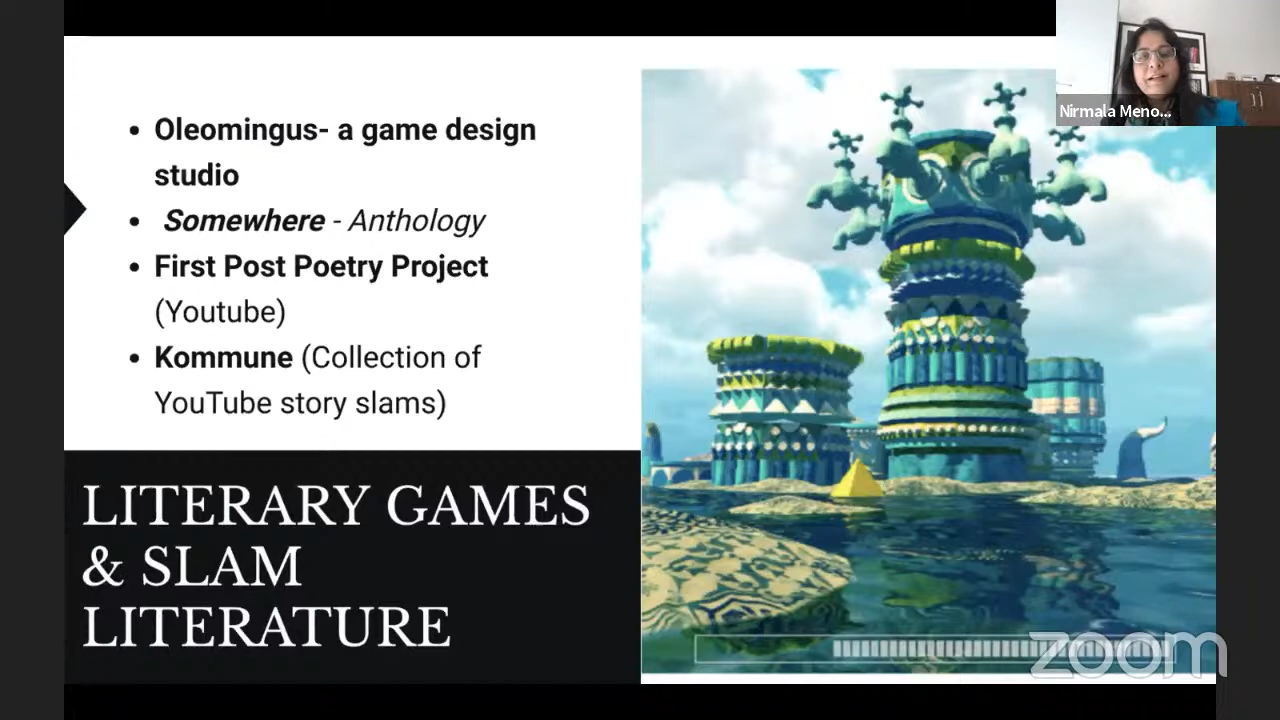 Oleomingus- a game design
studio
Somewhere - Anthology
First Post Poetry Project
(Youtube)
Kommune (Collection of
YouTube story slams)
LITERARY GAMES
& SLAM
LITERATURE
Nirmala Meno...
zoom